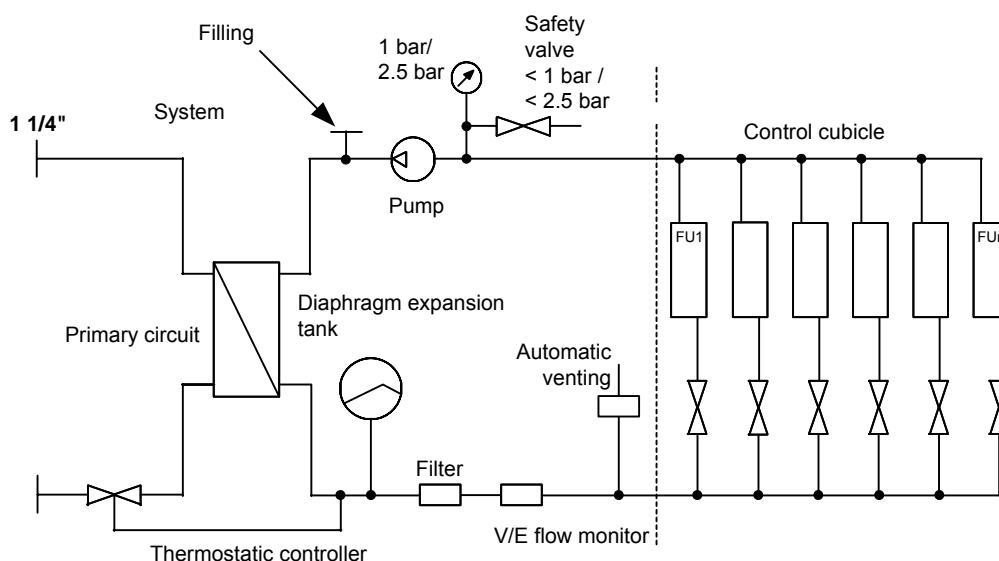 Filling
1 bar/
2.5 bar
Safety
valve
< 1 bar /
< 2.5 bar
System
1 1/4"
Control cubicle
Pump
FU1
Diaphragm expansion
tank
Primary circuit
Automatic
venting
Filter
V/E flow monitor
Thermostatic controller